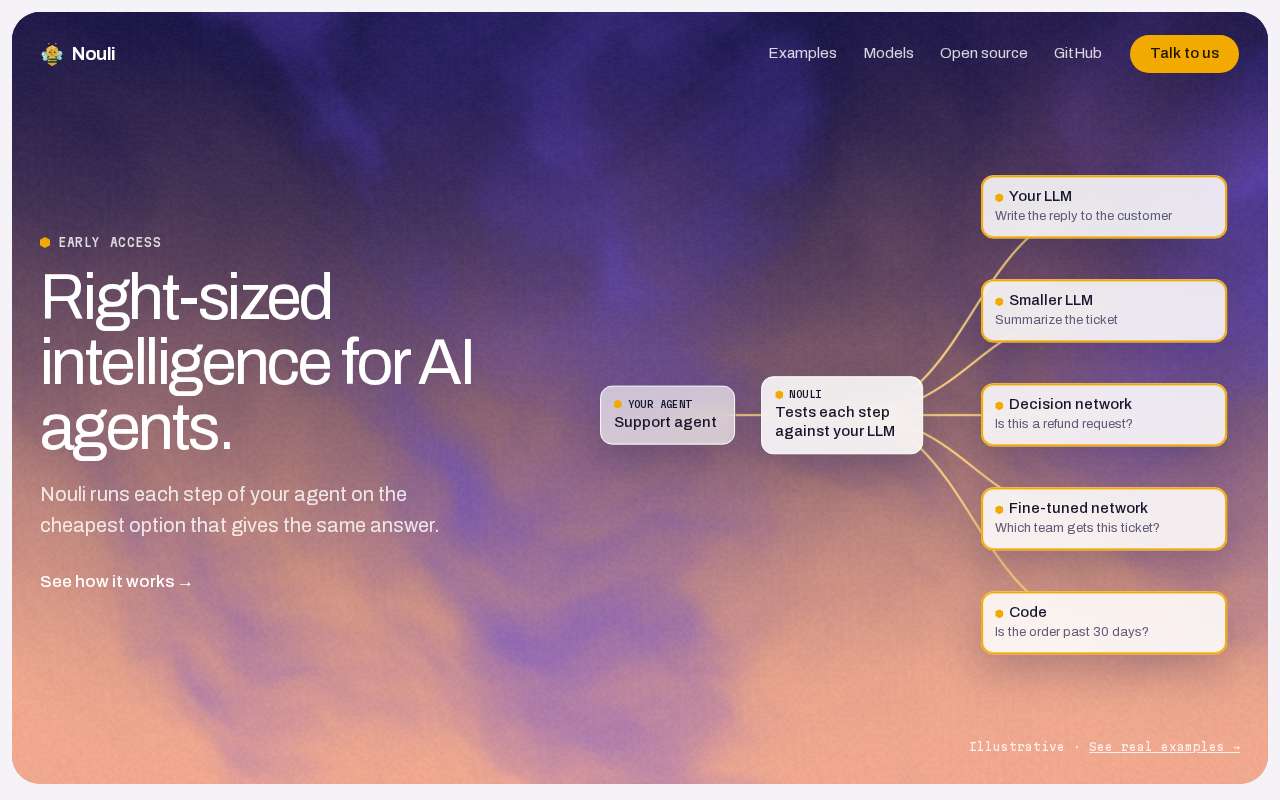 Nouli
Examples
Models
Open source
GitHub
Talk to us
EARLY ACCESS
Right-sized
intelligence for AI
agents.
Nouli runs each step of your agent on the
cheapest option that gives the same answer.
See how it works →
YOUR AGENT
Support agent
NOULI
Tests each step
against your LLM
Your LLM
Write the reply to the customer
Smaller LLM
Summarize the ticket
Decision network
Is this a refund request?
Fine-tuned network
Which team gets this ticket?
Code
Is the order past 30 days?
Illustrative · See real examples →